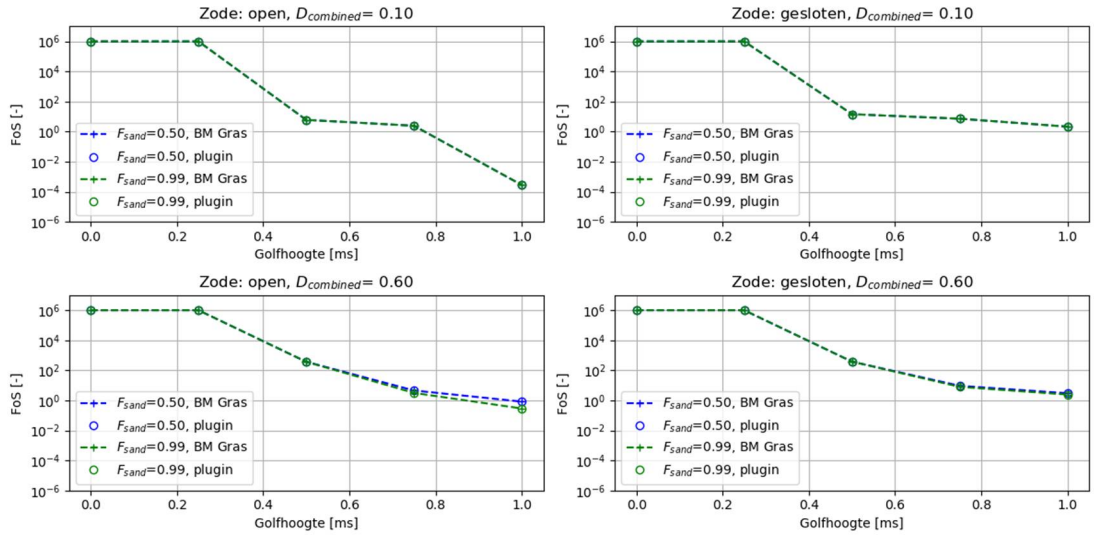 Zode: open, D_combined= 0.10
FoS [-]
10^6
10^4
10^2
10^0
10^-2
10^-4
10^-6
F_sand=0.50, BM Gras
F_sand=0.50, plugin
F_sand=0.99, BM Gras
F_sand=0.99, plugin
0.0 0.2 0.4 0.6 0.8 1.0
Golfhoogte [ms]
Zode: gesloten, D_combined= 0.10
FoS [-]
10^6
10^4
10^2
10^0
10^-2
10^-4
10^-6
F_sand=0.50, BM Gras
F_sand=0.50, plugin
F_sand=0.99, BM Gras
F_sand=0.99, plugin
0.0 0.2 0.4 0.6 0.8 1.0
Golfhoogte [ms]
Zode: open, D_combined= 0.60
FoS [-]
10^6
10^4
10^2
10^0
10^-2
10^-4
10^-6
F_sand=0.50, BM Gras
F_sand=0.50, plugin
F_sand=0.99, BM Gras
F_sand=0.99, plugin
0.0 0.2 0.4 0.6 0.8 1.0
Golfhoogte [ms]
Zode: gesloten, D_combined= 0.60
FoS [-]
10^6
10^4
10^2
10^0
10^-2
10^-4
10^-6
F_sand=0.50, BM Gras
F_sand=0.50, plugin
F_sand=0.99, BM Gras
F_sand=0.99, plugin
0.0 0.2 0.4 0.6 0.8 1.0
Golfhoogte [ms]